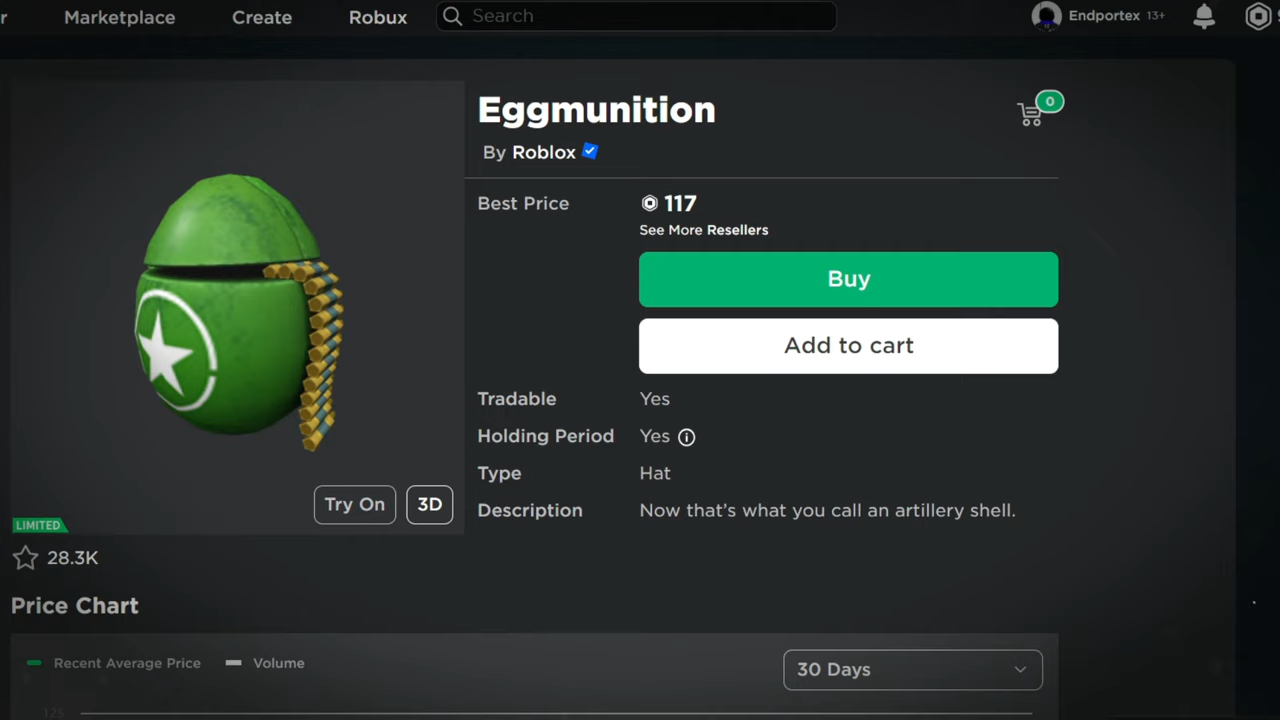 r Marketplace Create Robux Search Endportex 13+
Eggmunition
0
By Roblox
Best Price 117
See More Resellers
Buy
Add to cart
Tradable Yes
Holding Period Yes
Type Hat
Description Now that's what you call an artillery shell.
Try On 3D
LIMITED
28.3K
Price Chart
Recent Average Price Volume 30 Days
125